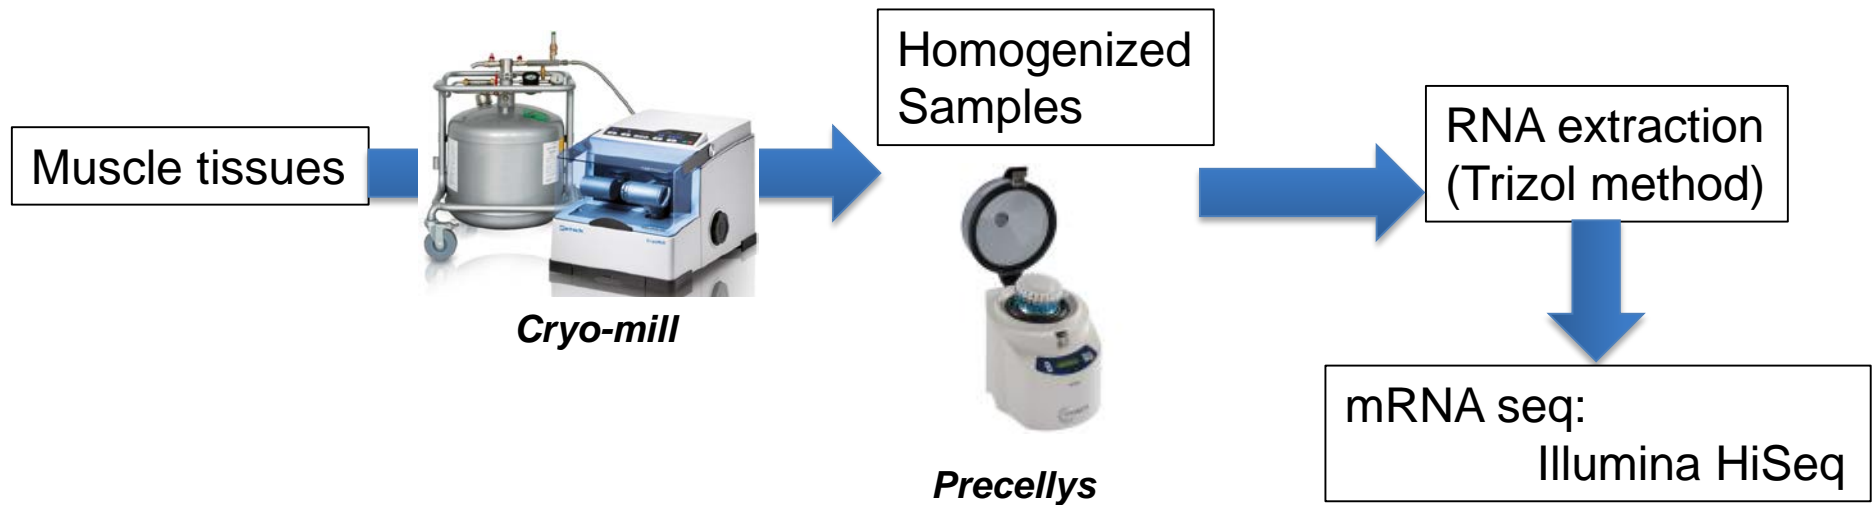 Muscle tissues
Cryo-mill
Homogenized
Samples
Precellys
RNA extraction
(Trizol method)
mRNA seq:
Illumina HiSeq